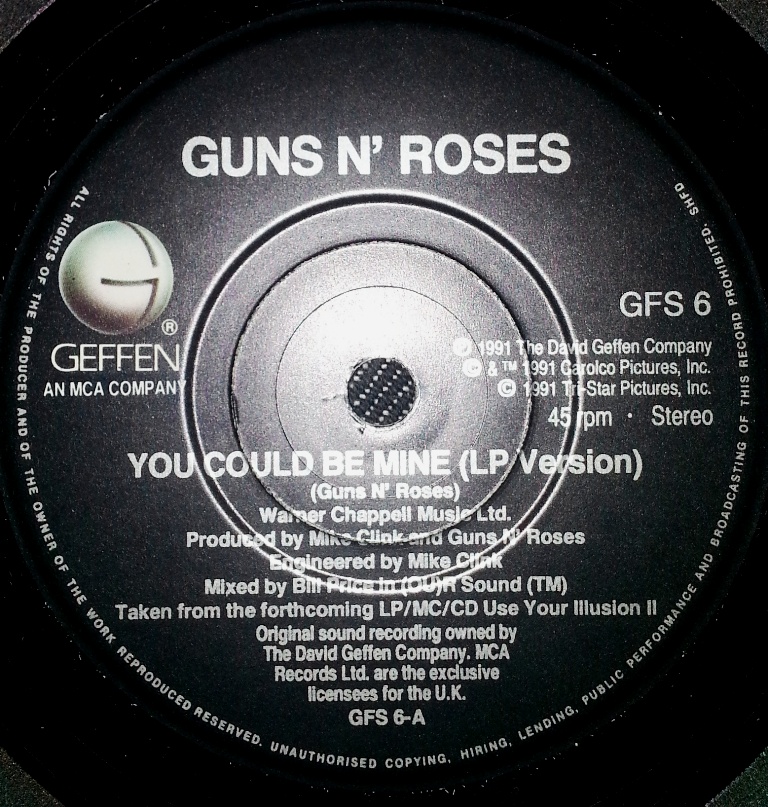 GUNS N' ROSES
GEFFEN ®
AN MCA COMPANY
GFS 6
℗ 1991 The David Geffen Company
© & ™ 1991 Carolco Pictures, Inc.
© 1991 Tri-Star Pictures, Inc.
45 rpm · Stereo
YOU COULD BE MINE (LP Version)
(Guns N' Roses)
Warner Chappell Music Ltd.
Produced by Mike Clink and Guns N' Roses
Engineered by Mike Clink
Mixed by Bill Price in (OU)R Sound (TM)
Taken from the forthcoming LP/MC/CD Use Your Illusion II
Original sound recording owned by
The David Geffen Company. MCA
Records Ltd. are the exclusive
licensees for the U.K.
GFS 6-A
ALL RIGHTS OF THE PRODUCER AND OF THE OWNER OF THE WORK REPRODUCED RESERVED. UNAUTHORISED COPYING, HIRING, LENDING, PUBLIC PERFORMANCE AND BROADCASTING OF THIS RECORD PROHIBITED. SHFD